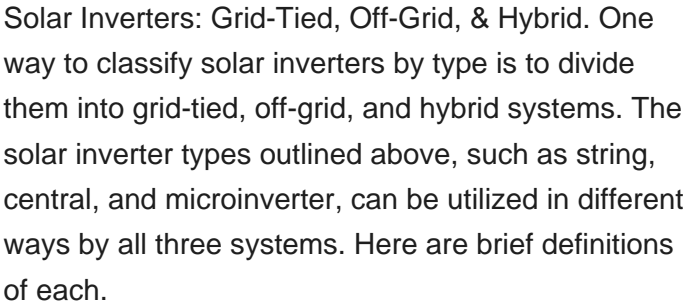 Solar Inverters: Grid-Tied, Off-Grid, & Hybrid. One
way to classify solar inverters by type is to divide
them into grid-tied, off-grid, and hybrid systems. The
solar inverter types outlined above, such as string,
central, and microinverter, can be utilized in different
ways by all three systems. Here are brief definitions
of each.